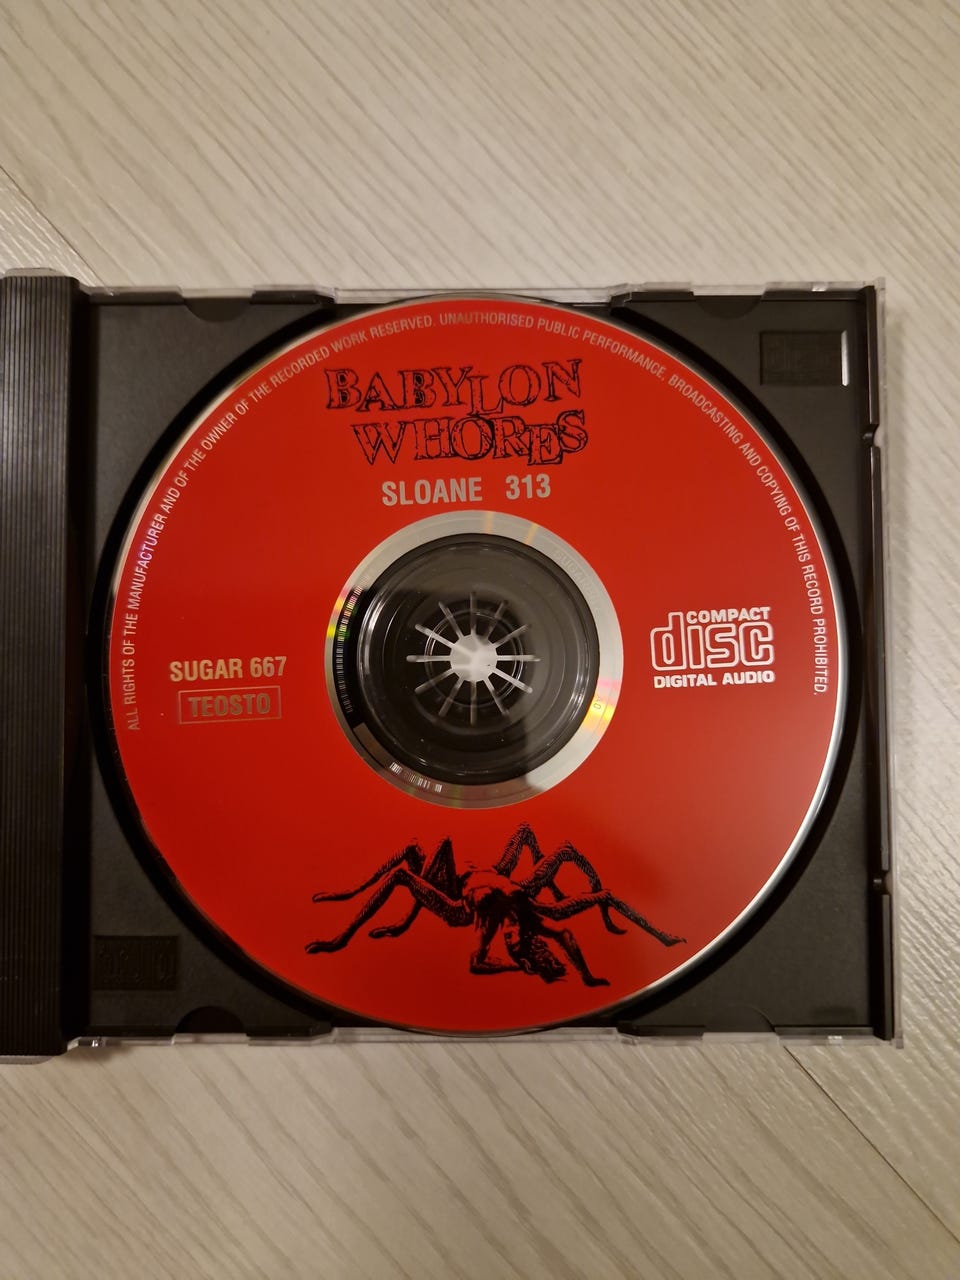 ALL RIGHTS OF THE MANUFACTURER AND OF THE OWNER OF THE RECORDED WORK RESERVED. UNAUTHORISED PUBLIC PERFORMANCE, BROADCASTING AND COPYING OF THIS RECORD PROHIBITED.
BABYLON
WHORES
SLOANE 313
COMPACT
disc
DIGITAL AUDIO
SUGAR 667
TEOSTO